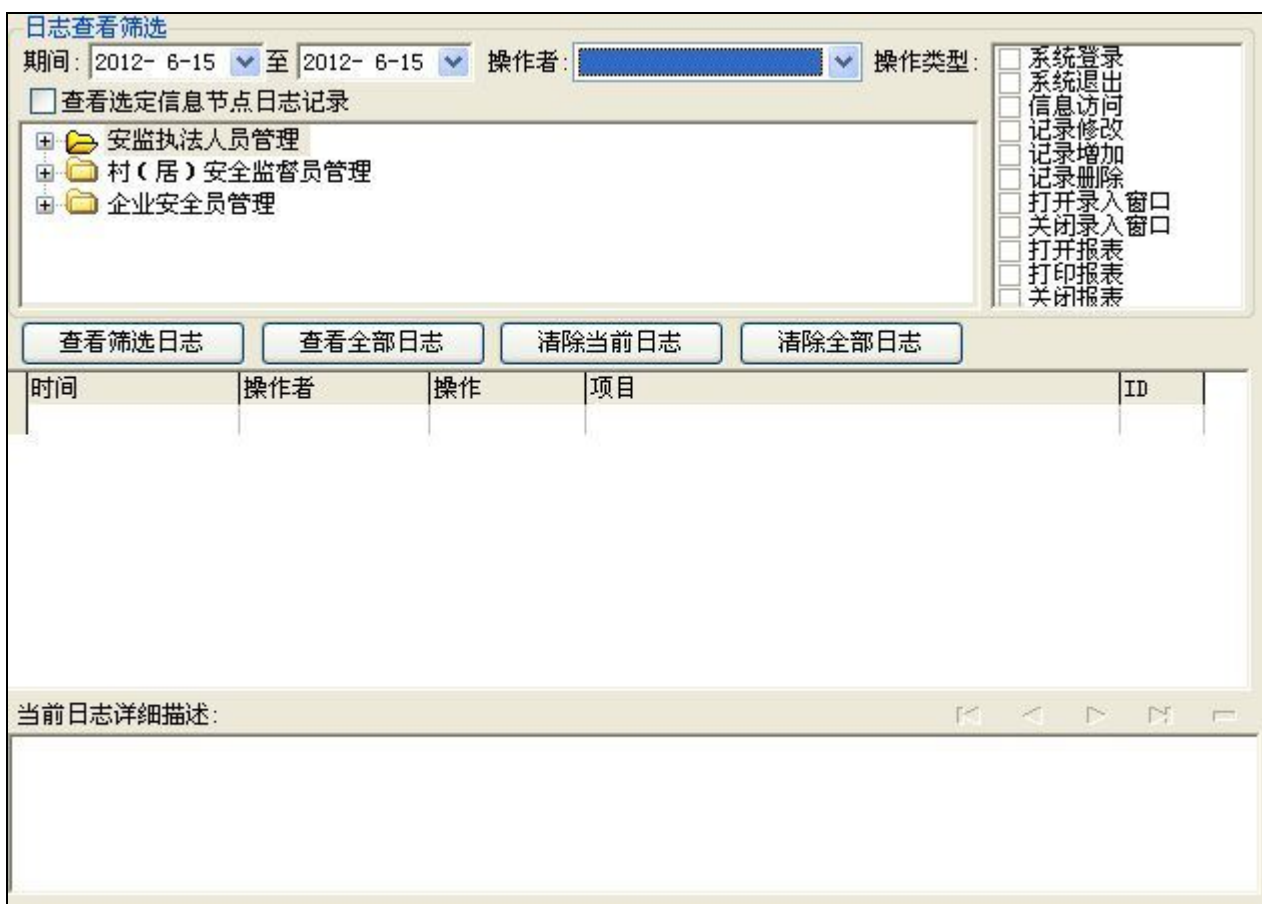 日志查看筛选
期间: 2012- 6-15 至 2012- 6-15 操作者: 操作类型:
系统登录
系统退出
信息访问
记录修改
记录增加
记录删除
打开录入窗口
关闭录入窗口
打开报表
打印报表
关闭报表
查看选定信息节点日志记录
安监执法人员管理
村(居)安全监督员管理
企业安全员管理
查看筛选日志 查看全部日志 清除当前日志 清除全部日志
时间 操作者 操作 项目 ID
当前日志详细描述: